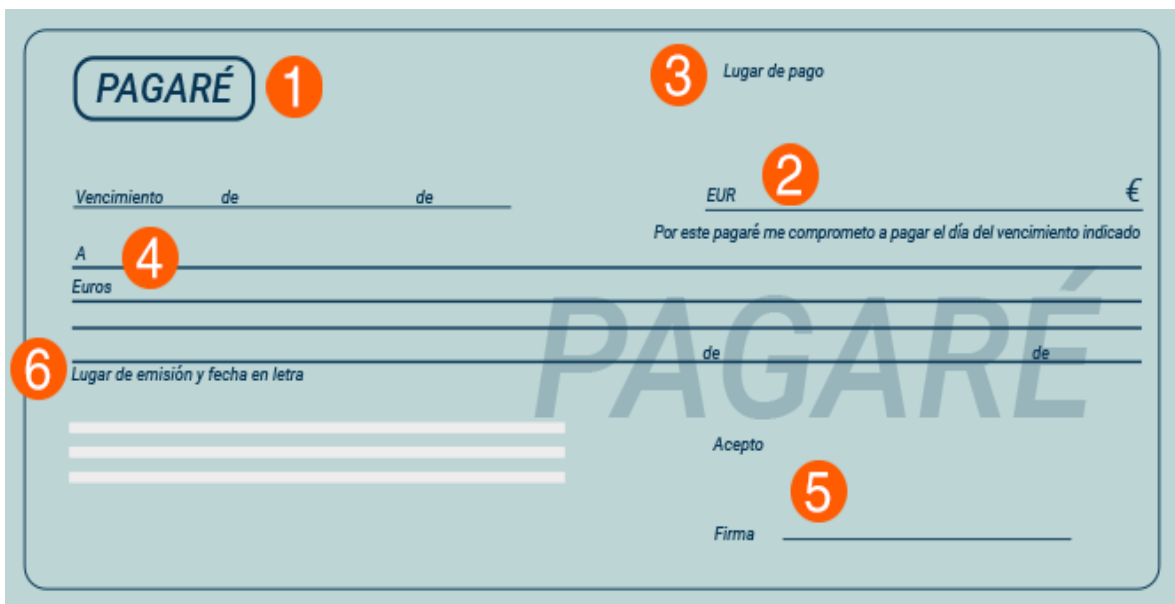 PAGARÉ 1
3 Lugar de pago
Vencimiento de de
EUR 2 €
Por este pagaré me comprometo a pagar el día del vencimiento indicado
A 4
Euros
PAGARÉ
de de
6 Lugar de emisión y fecha en letra
Acepto
5
Firma